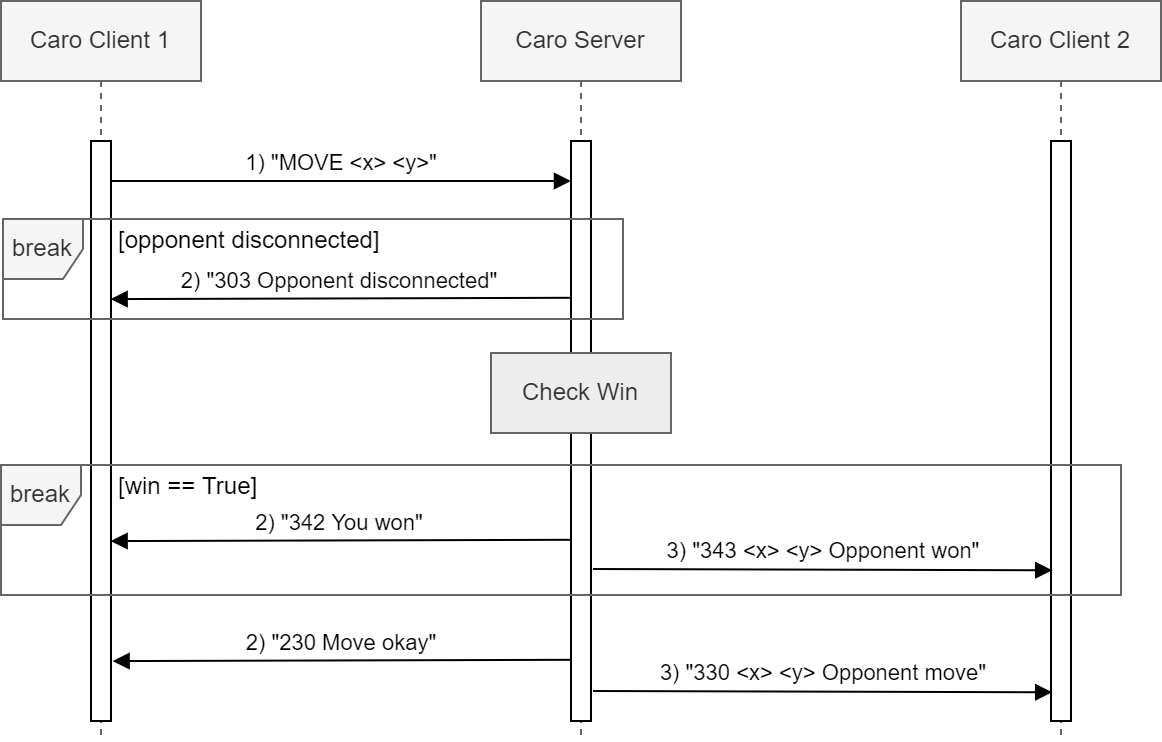 Caro Client 1
Caro Server
Caro Client 2
1) "MOVE <x> <y>"
break
[opponent disconnected]
2) "303 Opponent disconnected"
Check Win
break
[win == True]
2) "342 You won"
3) "343 <x> <y> Opponent won"
2) "230 Move okay"
3) "330 <x> <y> Opponent move"